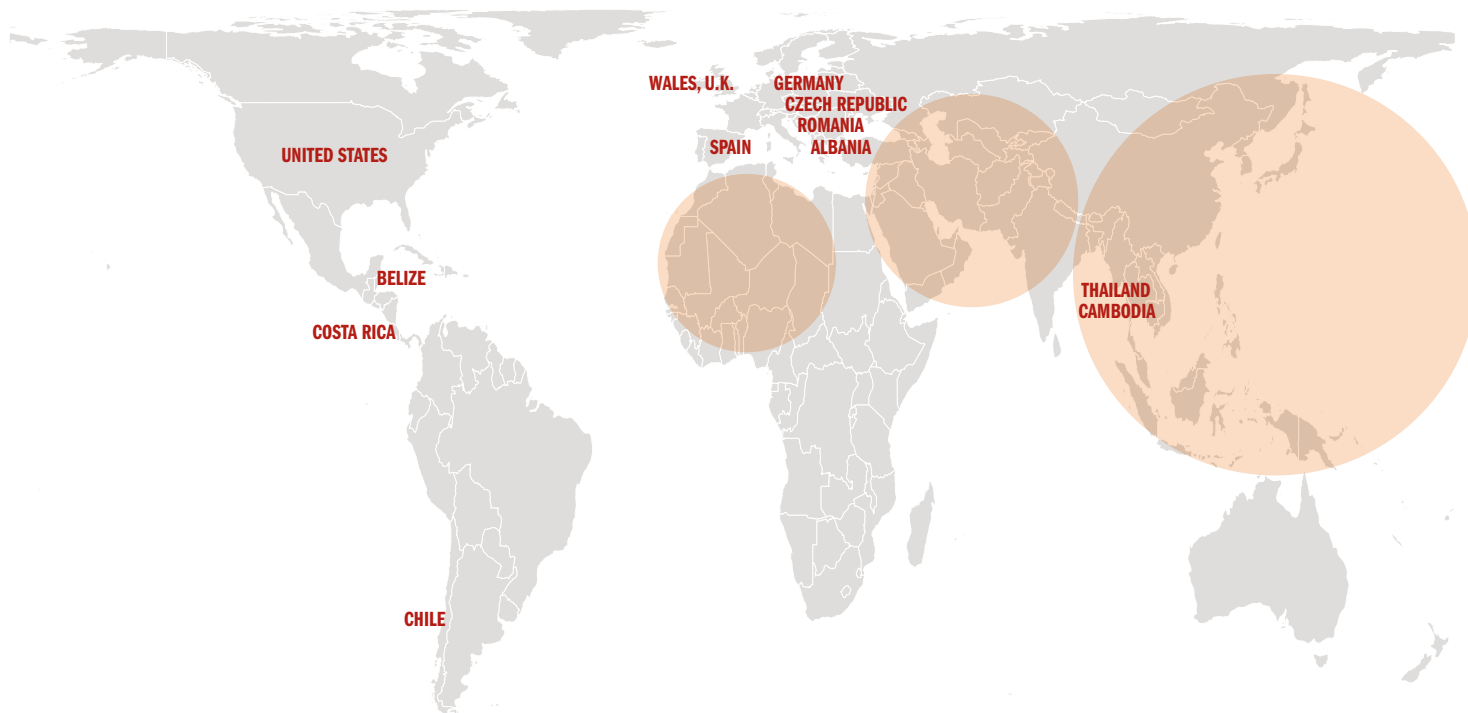 WALES, U.K.
GERMANY
CZECH REPUBLIC
ROMANIA
SPAIN
ALBANIA
UNITED STATES
BELIZE
THAILAND
CAMBODIA
COSTA RICA
CHILE